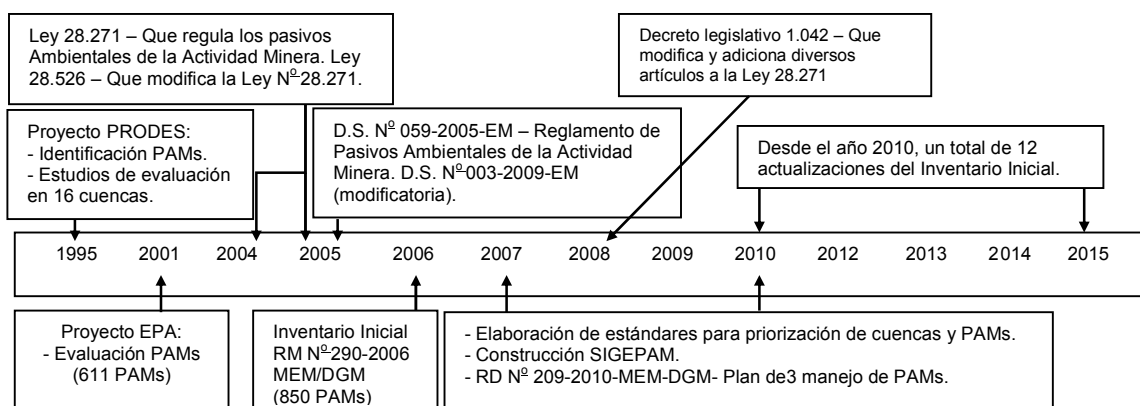 Ley 28.271 – Que regula los pasivos
Ambientales de la Actividad Minera. Ley
28.526 – Que modifica la Ley Nº 28.271.
Decreto legislativo 1.042 – Que
modifica y adiciona diversos
artículos a la Ley 28.271
Proyecto PRODES:
- Identificación PAMs.
- Estudios de evaluación
en 16 cuencas.
D.S. Nº 059-2005-EM – Reglamento de
Pasivos Ambientales de la Actividad
Minera. D.S. Nº 003-2009-EM
(modificatoria).
Desde el año 2010, un total de 12
actualizaciones del Inventario Inicial.
1995 2001 2004 2005 2006 2007 2008 2009 2010 2012 2013 2014 2015
Proyecto EPA:
- Evaluación PAMs
(611 PAMs)
Inventario Inicial
RM Nº 290-2006
MEM/DGM
(850 PAMs)
- Elaboración de estándares para priorización de cuencas y PAMs.
- Construcción SIGEPAM.
- RD Nº 209-2010-MEM-DGM- Plan de3 manejo de PAMs.